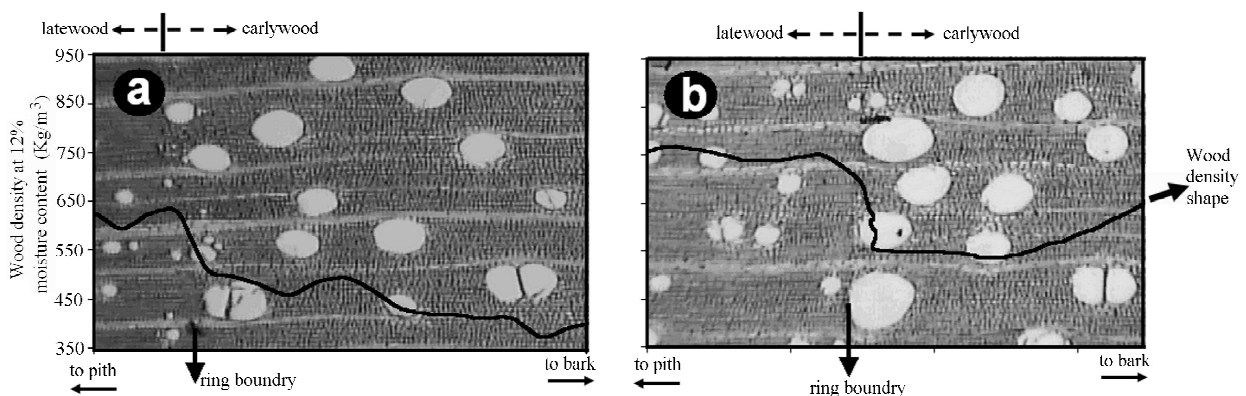 latewood
carlywood
latewood
carlywood
a
b
Wood density at 12%
moisture content (Kg/m³)
950
850
750
650
550
450
350
Wood
density
shape
to pith
ring boundry
to bark
to pith
ring boundry
to bark